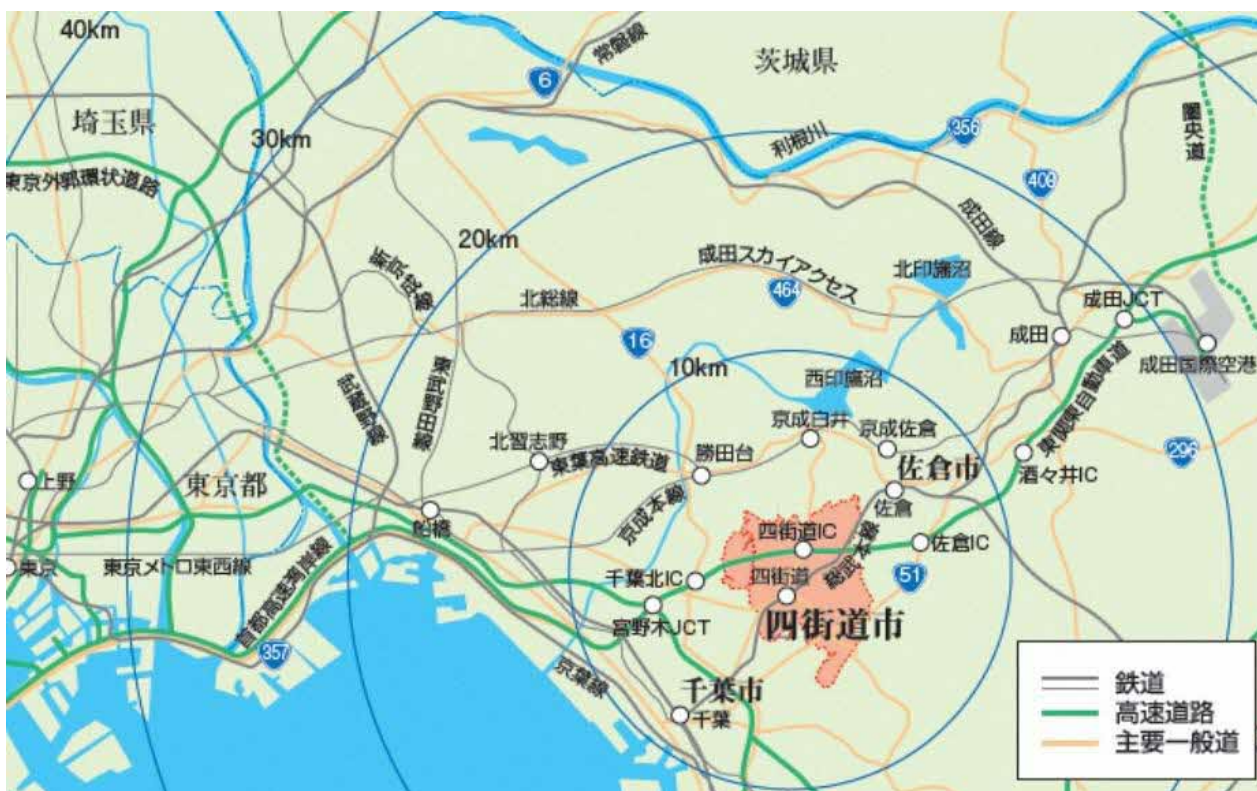 40km
常磐線
茨城県
6
埼玉県
30km
利根川
356
圏央道
東京外郭環状道路
408
成田線
20km
新京成線
成田スカイアクセス
北印旛沼
北総線
464
成田JCT
16
成田
成田国際空港
10km
西印旛沼
武蔵野線
東武野田線
東関東自動車道
京成臼井
京成佐倉
北習志野
勝田台
296
東葉高速鉄道
佐倉市
酒々井IC
上野
東京都
京成本線
佐倉
船橋
四街道IC
総武本線
佐倉IC
東京
東京メトロ東西線
千葉北IC
四街道
51
首都高速湾岸線
宮野木JCT
四街道市
357
京葉線
千葉市
千葉
鉄道
高速道路
主要一般道